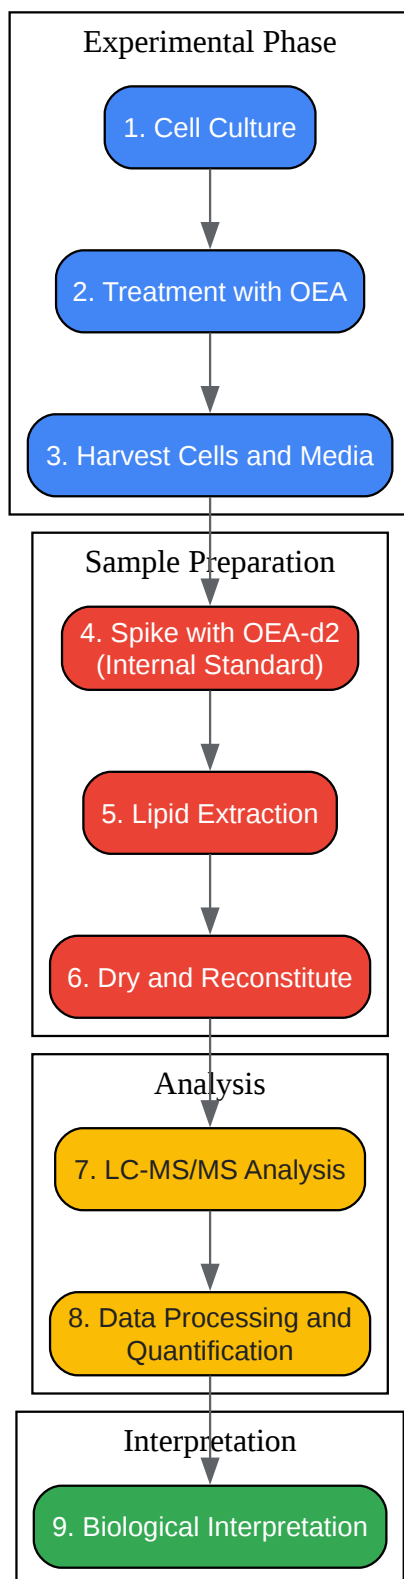 Experimental Phase
1. Cell Culture
2. Treatment with OEA
3. Harvest Cells and Media
Sample Preparation
4. Spike with OEA-d2
(Internal Standard)
5. Lipid Extraction
6. Dry and Reconstitute
Analysis
7. LC-MS/MS Analysis
8. Data Processing and
Quantification
Interpretation
9. Biological Interpretation